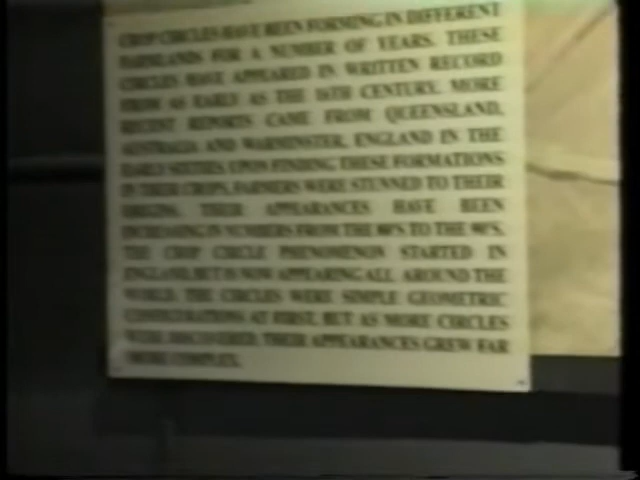 CROP CIRCLES HAVE BEEN FORMING IN DIFFERENT
FARMLANDS FOR A NUMBER OF YEARS. THESE
CIRCLES HAVE APPEARED IN WRITTEN RECORD
FROM AS EARLY AS THE 16TH CENTURY. MORE
RECENT REPORTS CAME FROM QUEENSLAND,
AUSTRALIA AND WARMINSTER, ENGLAND IN THE
EARLY SIXTIES. UPON FINDING THESE FORMATIONS
IN THEIR CROPS, FARMERS WERE STUNNED TO THEIR
ORIGINS. THEIR APPEARANCES HAVE BEEN
INCREASING IN NUMBERS FROM THE 80'S TO THE 90'S.
THE CROP CIRCLE PHENOMENON STARTED IN
ENGLAND, BUT IS NOW APPEARING ALL AROUND THE
WORLD. THE CIRCLES WERE SIMPLE GEOMETRIC
CONFIGURATIONS AT FIRST, BUT AS MORE CIRCLES
WERE DISCOVERED, THEIR APPEARANCES GREW FAR
MORE COMPLEX.